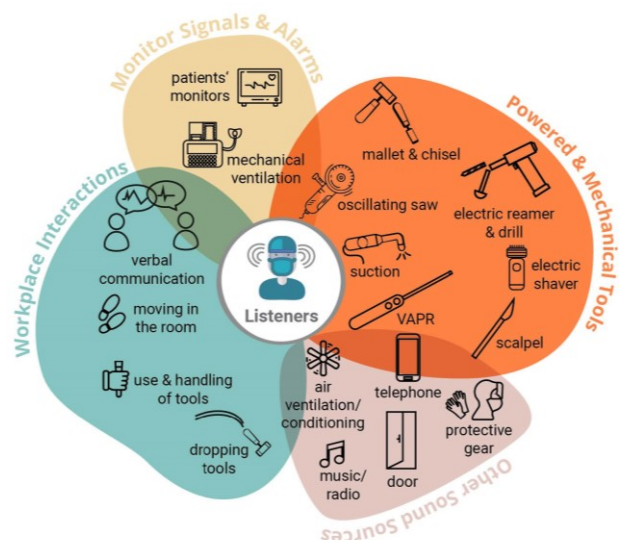 Monitor Signals & Alarms
patients'
monitors
mechanical
ventilation
Powered & Mechanical Tools
mallet & chisel
oscillating saw
electric reamer
& drill
suction
electric
shaver
VAPR
scalpel
Workplace Interactions
verbal
communication
moving in
the room
use & handling
of tools
dropping
tools
Listeners
air
ventilation/
conditioning
telephone
protective
gear
music/
radio
door
Other Sound Sources